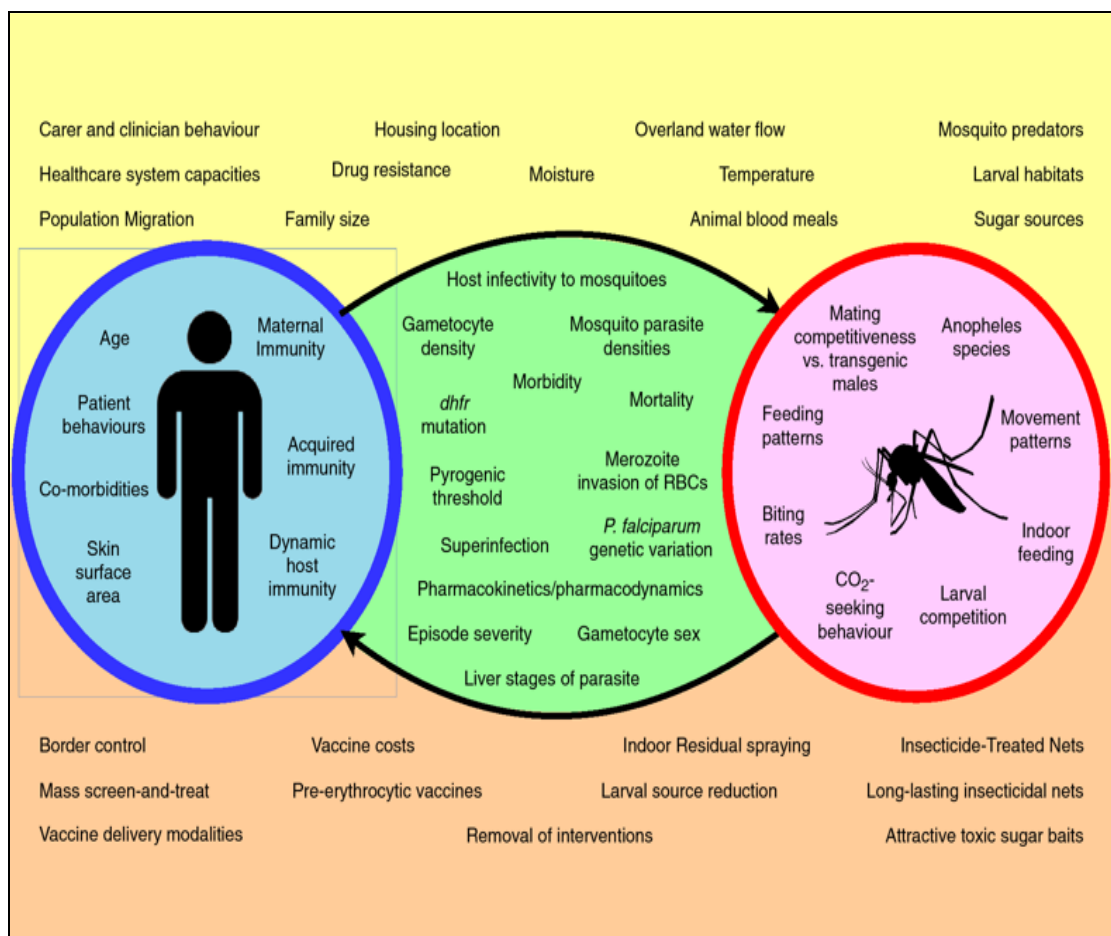 Carer and clinician behaviour
Housing location
Overland water flow
Mosquito predators
Healthcare system capacities
Drug resistance
Moisture
Temperature
Larval habitats
Population Migration
Family size
Animal blood meals
Sugar sources
Age
Maternal
Immunity
Patient
behaviours
Acquired
immunity
Co-morbidities
Skin
surface
area
Dynamic
host
immunity
Host infectivity to mosquitoes
Gametocyte
density
Mosquito parasite
densities
Morbidity
Mortality
dhfr
mutation
Pyrogenic
threshold
Merozoite
invasion of RBCs
Superinfection
P. falciparum
genetic variation
Pharmacokinetics/pharmacodynamics
Episode severity
Gametocyte sex
Liver stages of parasite
Mating
competitiveness
vs. transgenic
males
Anopheles
species
Feeding
patterns
Movement
patterns
Biting
rates
Indoor
feeding
CO₂-
seeking
behaviour
Larval
competition
Border control
Vaccine costs
Indoor Residual spraying
Insecticide-Treated Nets
Mass screen-and-treat
Pre-erythrocytic vaccines
Larval source reduction
Long-lasting insecticidal nets
Vaccine delivery modalities
Removal of interventions
Attractive toxic sugar baits